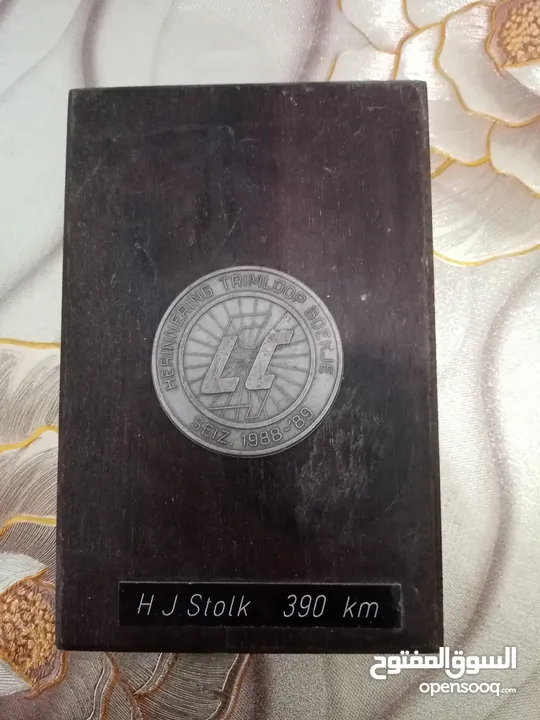 HERINNERING TRIMLOOP BOEKJE
SEIZ. 1988-'89
H.J Stolk 390 km
السوق المفتوح
opensooq.com